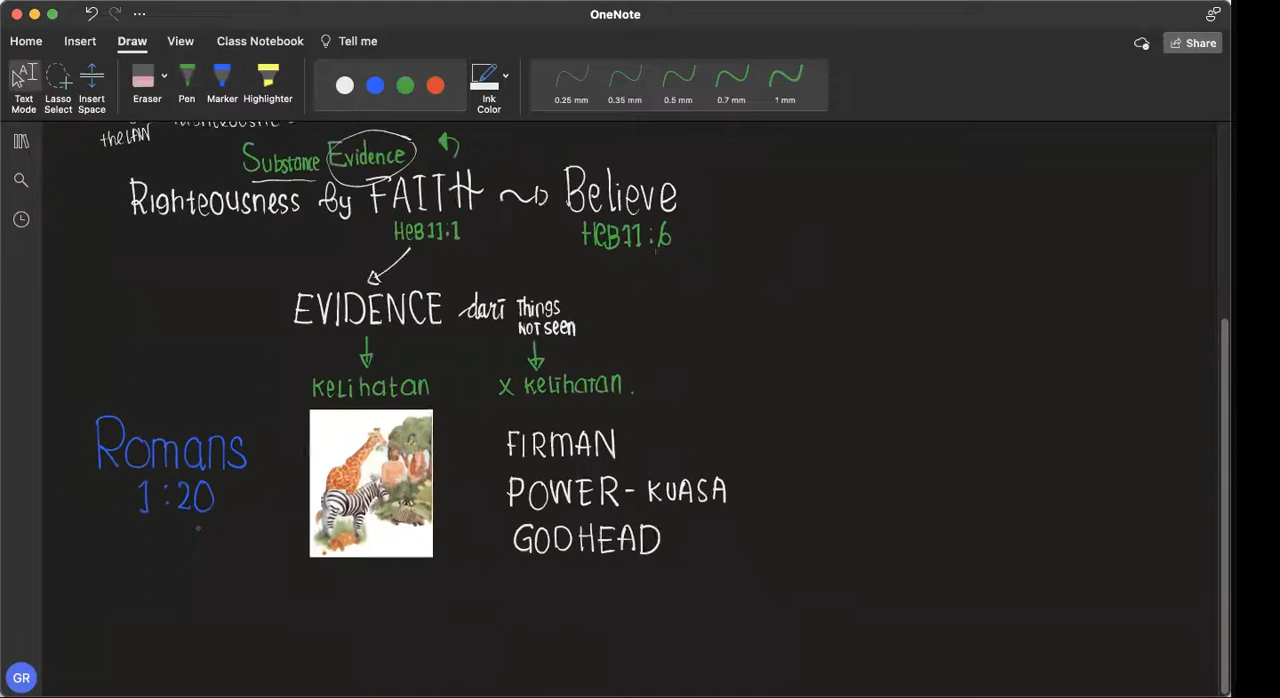 OneNote
Home Insert Draw View Class Notebook Tell me
Share
Text Mode
Lasso Select
Insert Space
Eraser
Pen
Marker
Highlighter
Ink Color
0.25 mm
0.35 mm
0.5 mm
0.7 mm
1 mm
the LAW
Substance Evidence
Righteousness by FAITH Believe
HEB 11:1 HEB 11:6
EVIDENCE dari Things
NOT SEEN
Kelihatan X Kelihatan.
Romans
1:20
FIRMAN
POWER - KUASA
GODHEAD
GR